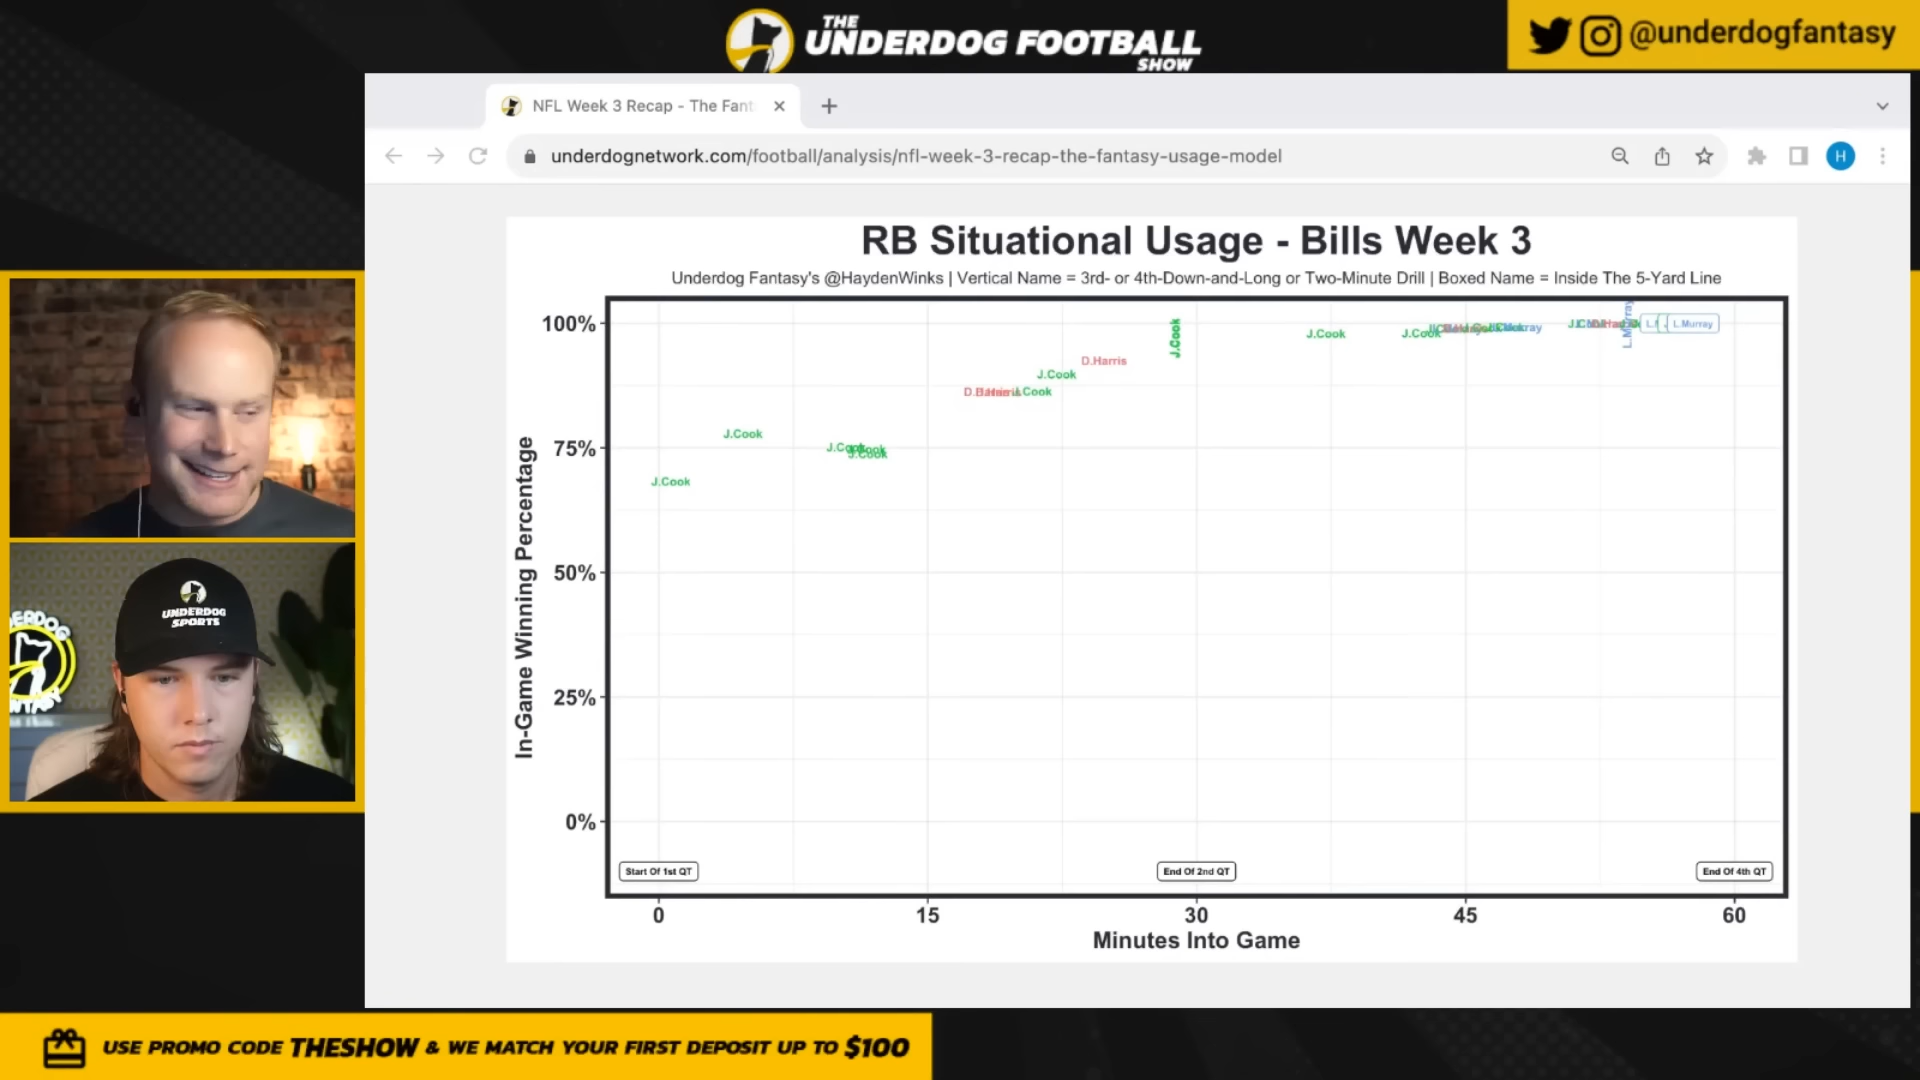 THE
UNDERDOG FOOTBALL
SHOW
@underdogfantasy
NFL Week 3 Recap - The Fant
underdognetwork.com/football/analysis/nfl-week-3-recap-the-fantasy-usage-model
H
RB Situational Usage - Bills Week 3
Underdog Fantasy's @HaydenWinks | Vertical Name = 3rd- or 4th-Down-and-Long or Two-Minute Drill | Boxed Name = Inside The 5-Yard Line
In-Game Winning Percentage
100%
75%
50%
25%
0%
J.Cook
J.Cook
J.Cook
J.Cook
D.Harris
J.Cook
J.Cook
D.Harris
J.Cook
J.Cook
J.Cook
L.Murray
L.Murray
Start Of 1st QT
End Of 2nd QT
End Of 4th QT
0
15
30
45
60
Minutes Into Game
UNDERDOG
SPORTS
USE PROMO CODE THESHOW & WE MATCH YOUR FIRST DEPOSIT UP TO $100